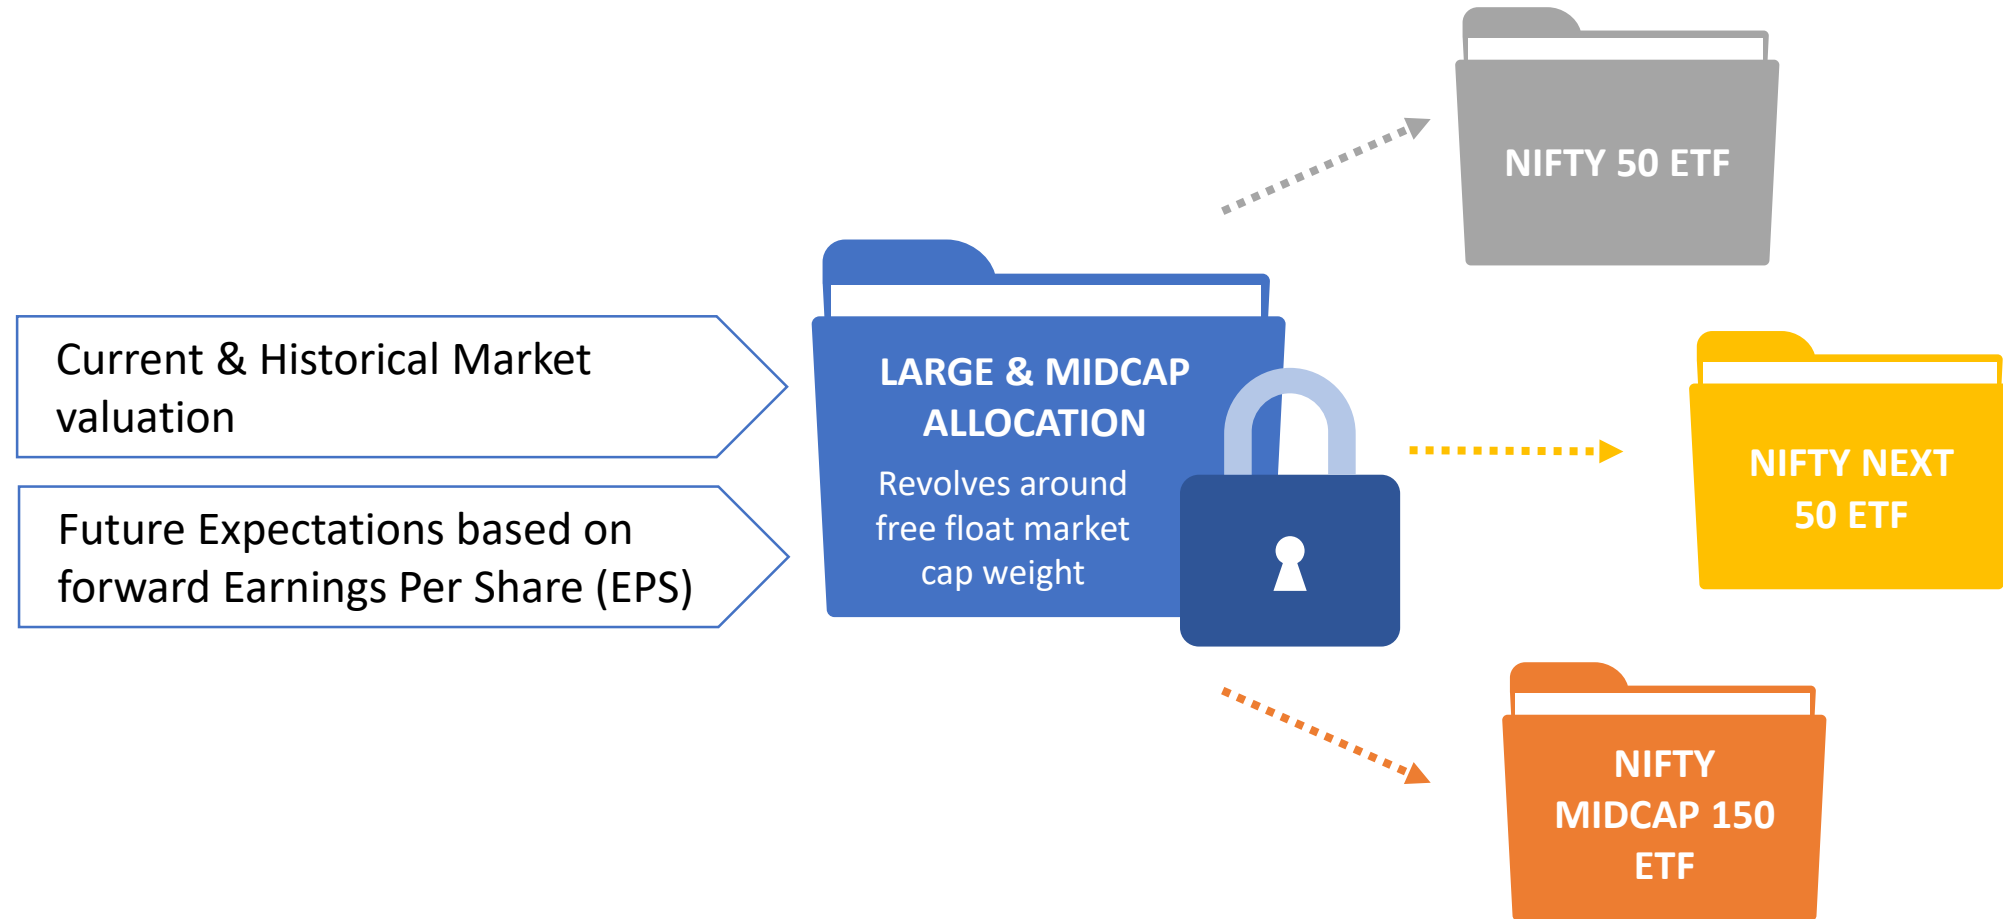 Current & Historical Market
valuation
Future Expectations based on
forward Earnings Per Share (EPS)
LARGE & MIDCAP
ALLOCATION
Revolves around
free float market
cap weight
NIFTY 50 ETF
NIFTY NEXT
50 ETF
NIFTY
MIDCAP 150
ETF